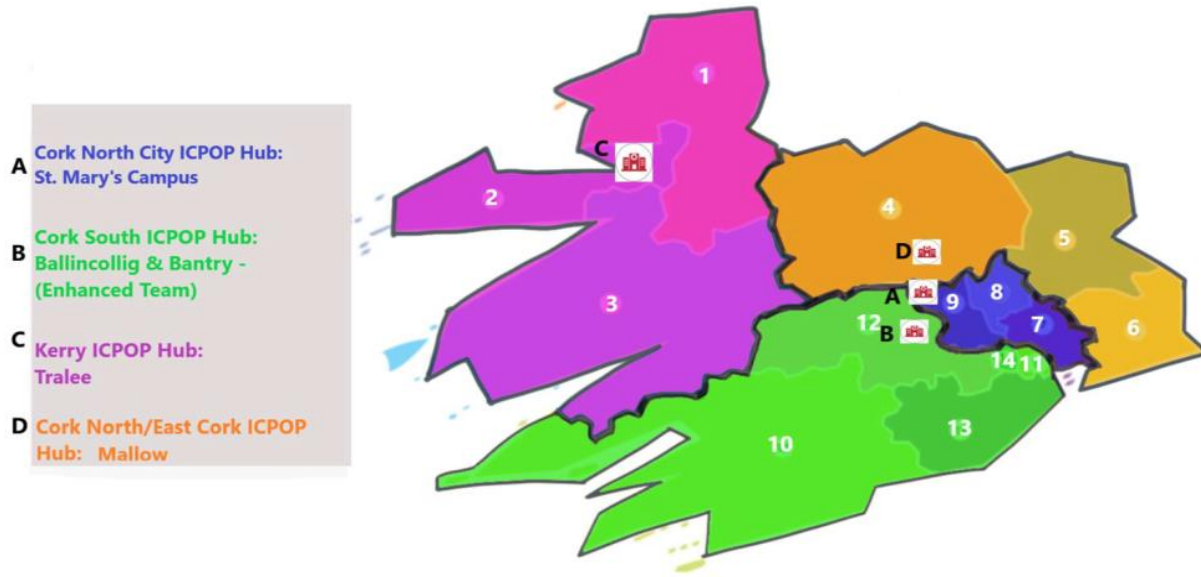 A Cork North City ICPOP Hub:
St. Mary's Campus
B Cork South ICPOP Hub:
Ballincollig & Bantry -
(Enhanced Team)
C Kerry ICPOP Hub:
Tralee
D Cork North/East Cork ICPOP
Hub: Mallow
1
C
2
4
5
D
3
A
9
8
12
B
7
6
14
11
10
13